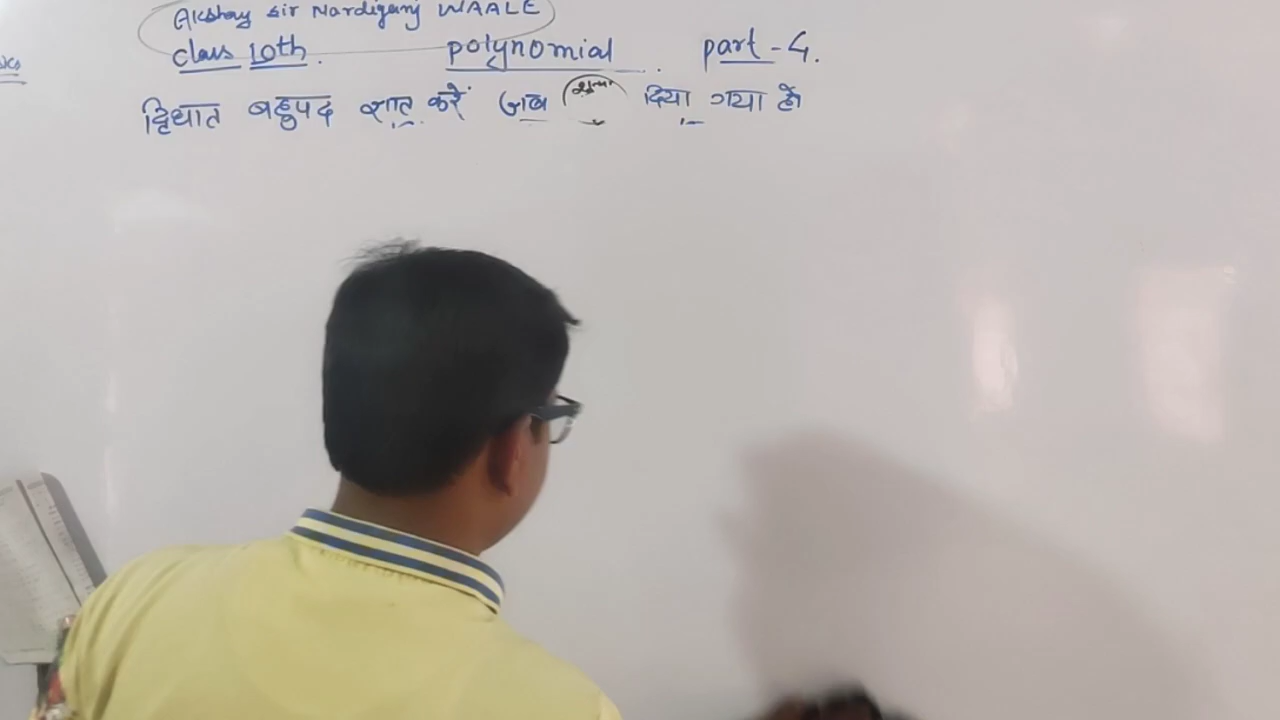 Akshay sir Nardiganj WAALE
class 10th. polynomial. part-4.
द्विघात बहुपद ज्ञात करें जब शून्य दिया गया हो